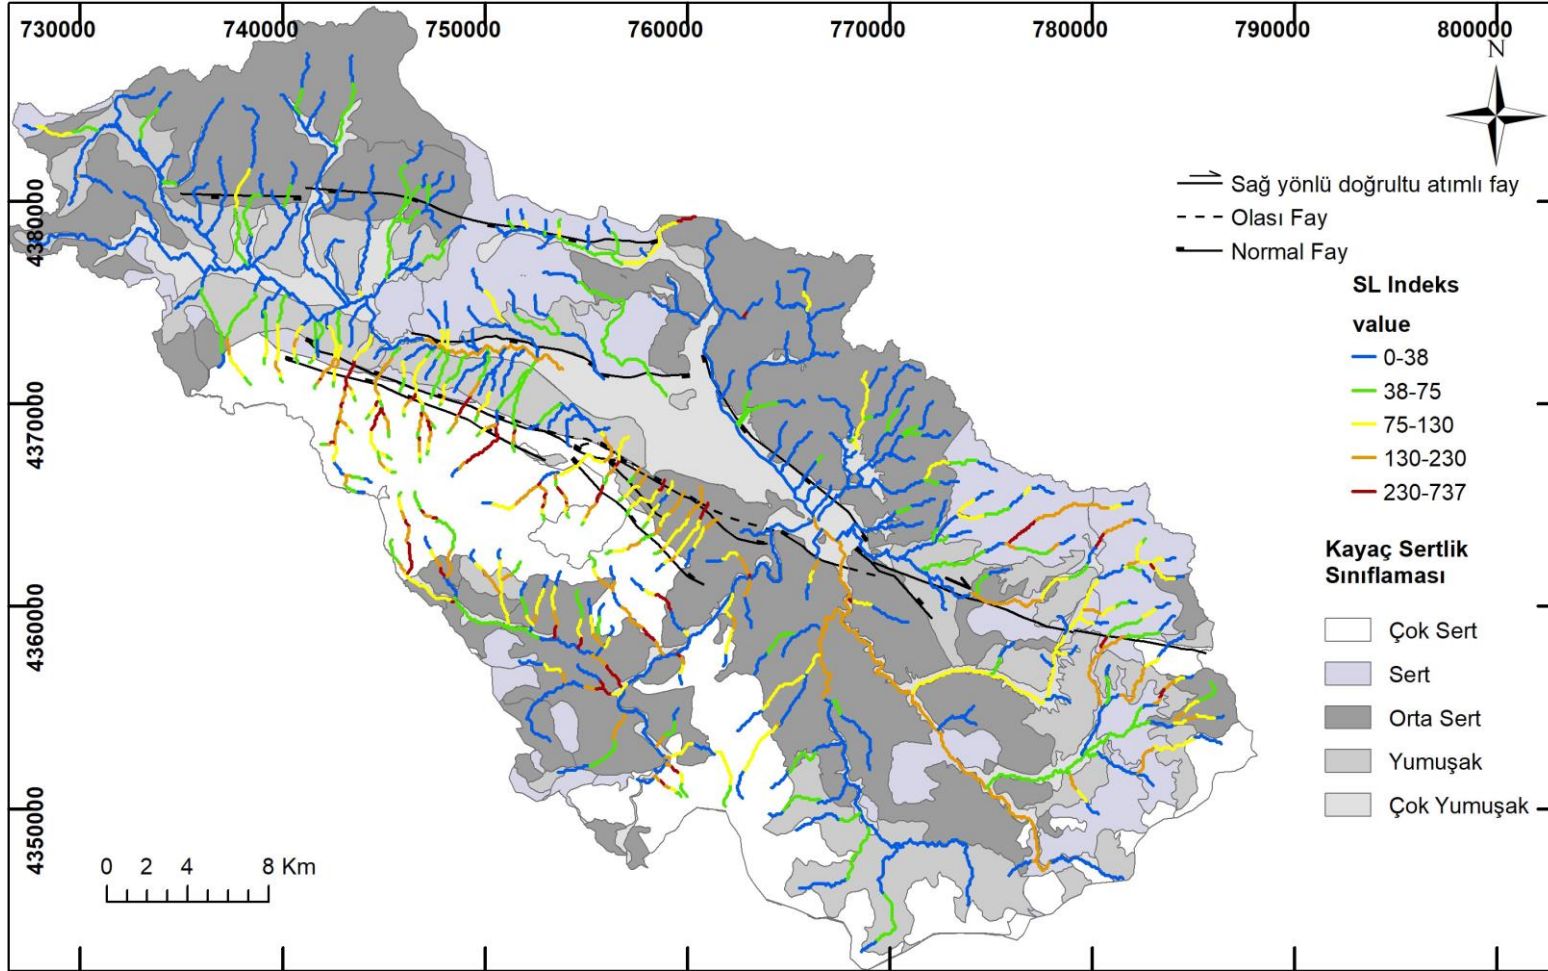 730000 740000 750000 760000 770000 780000 790000 800000
N
4380000
4370000
4360000
4350000
Sağ yönlü doğrultu atımlı fay
Olası Fay
Normal Fay
SL Indeks
value
0-38
38-75
75-130
130-230
230-737
Kayaç Sertlik
Sınıflaması
Çok Sert
Sert
Orta Sert
Yumuşak
Çok Yumuşak
0 2 4 8 Km